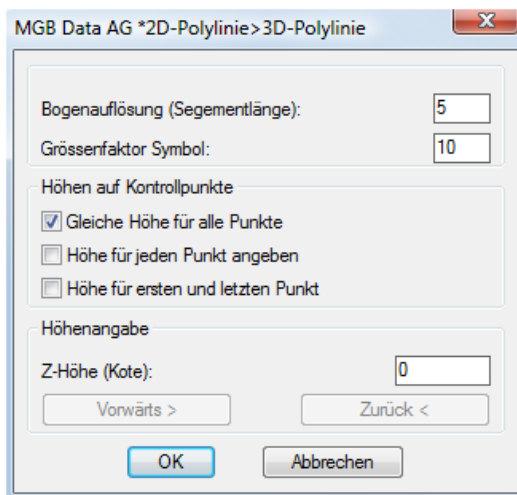 MGB Data AG *2D-Polylinie>3D-Polylinie
Bogenauflösung (Segementlänge): 5
Grössenfaktor Symbol: 10
Höhen auf Kontrollpunkte
Gleiche Höhe für alle Punkte
Höhe für jeden Punkt angeben
Höhe für ersten und letzten Punkt
Höhenangabe
Z-Höhe (Kote): 0
Vorwärts > Zurück <
OK Abbrechen